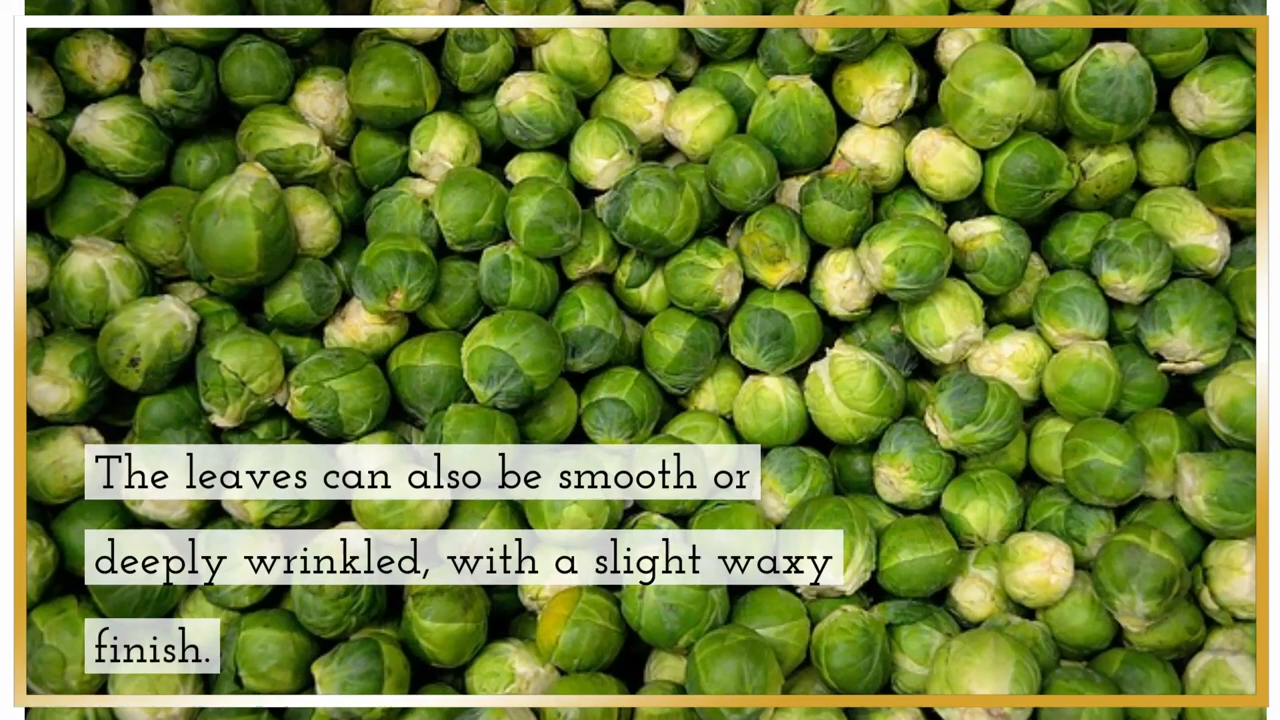 The leaves can also be smooth or
deeply wrinkled, with a slight waxy
finish.